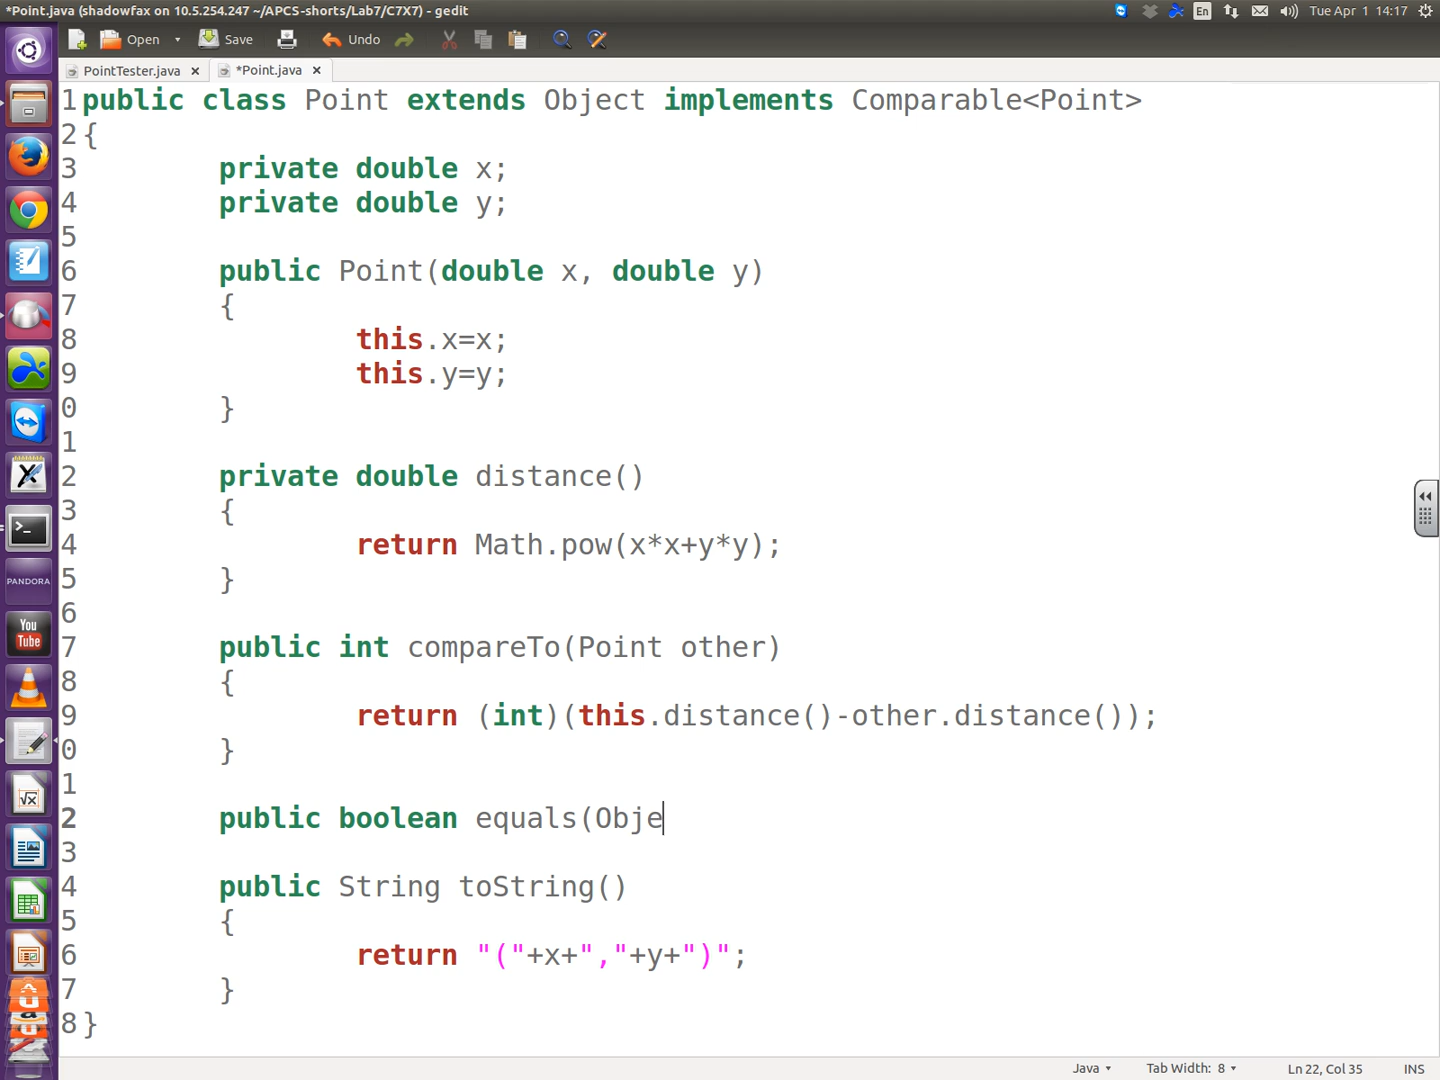 *Point.java (shadowfax on 10.5.254.247 ~/APCS-shorts/Lab7/C7X7) - gedit
En
Tue Apr 1 14:17
Open
Save
Undo
PointTester.java
*Point.java
1 public class Point extends Object implements Comparable<Point>
2 {
3 private double x;
4 private double y;
5
6 public Point(double x, double y)
7 {
8 this.x=x;
9 this.y=y;
0 }
1
2 private double distance()
3 {
4 return Math.pow(x*x+y*y);
5 }
6
7 public int compareTo(Point other)
8 {
9 return (int)(this.distance()-other.distance());
0 }
1
2 public boolean equals(Obje
3
4 public String toString()
5 {
6 return "("+x+","+y+")";
7 }
8 }
PANDORA
You
Tube
Java
Tab Width: 8
Ln 22, Col 35
INS